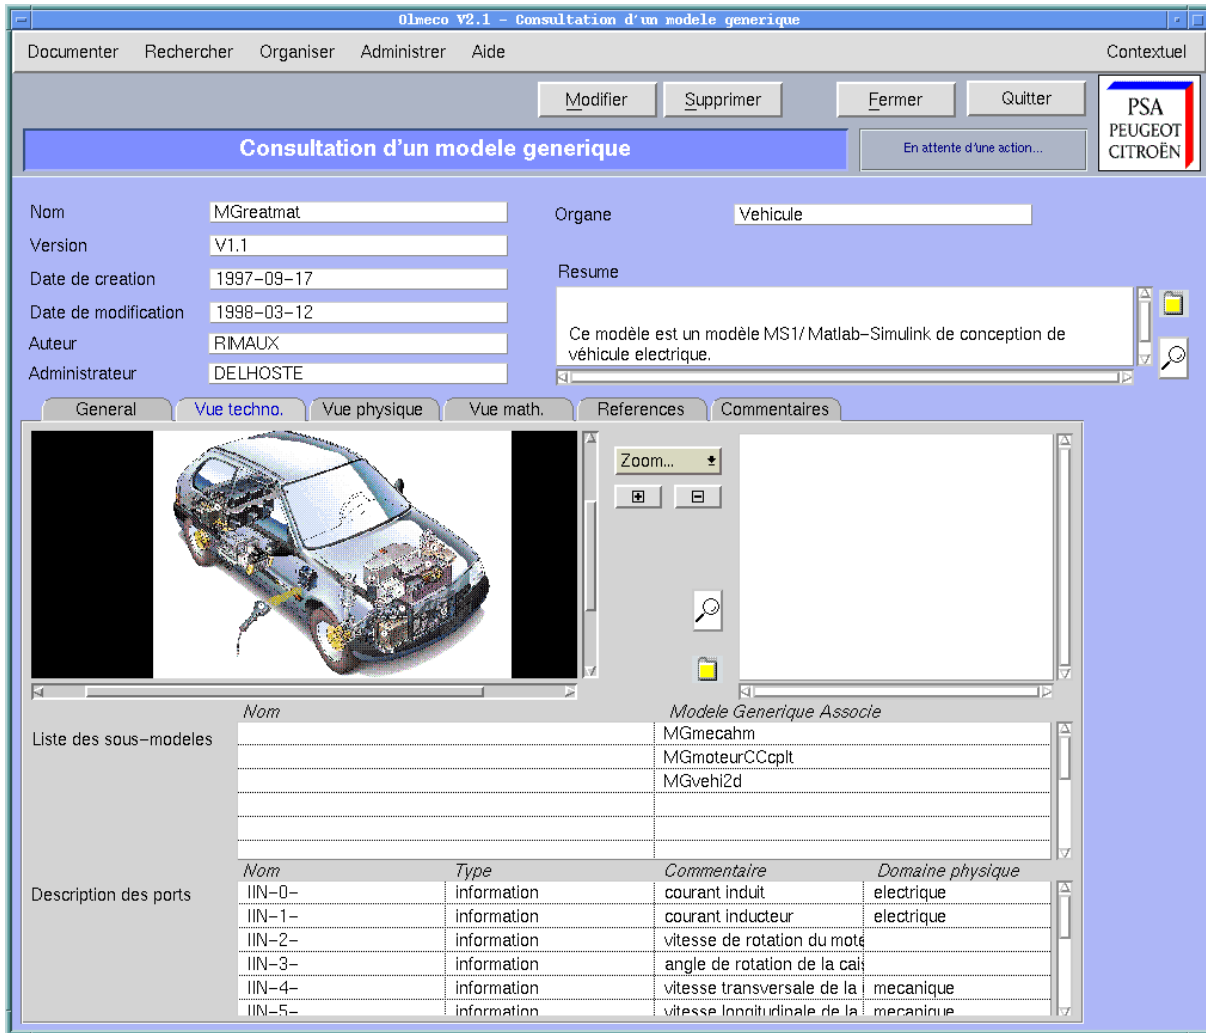 Olmeco V2.1 - Consultation d'un modele generique
Documenter Rechercher Organiser Administrer Aide Contextuel
Modifier Supprimer Fermer Quitter
PSA
PEUGEOT
CITROËN
Consultation d'un modele generique
En attente d'une action...
Nom MGreatmat
Organe Vehicule
Version V1.1
Date de creation 1997-09-17
Resume
Date de modification 1998-03-12
Ce modèle est un modèle MS1/Matlab-Simulink de conception de
véhicule electrique.
Auteur RIMAUX
Administrateur DELHOSTE
General Vue techno. Vue physique Vue math. References Commentaires
Zoom...
Nom Modele Generique Associe
Liste des sous-modeles
MGmecahm
MGmoteurCCcplt
MGvehi2d
Nom Type Commentaire Domaine physique
Description des ports
IIN-0- information courant induit electrique
IIN-1- information courant inducteur electrique
IIN-2- information vitesse de rotation du mote
IIN-3- information angle de rotation de la cais
IIN-4- information vitesse transversale de la mecanique
IIN-5- information vitesse longitudinale de la mecanique